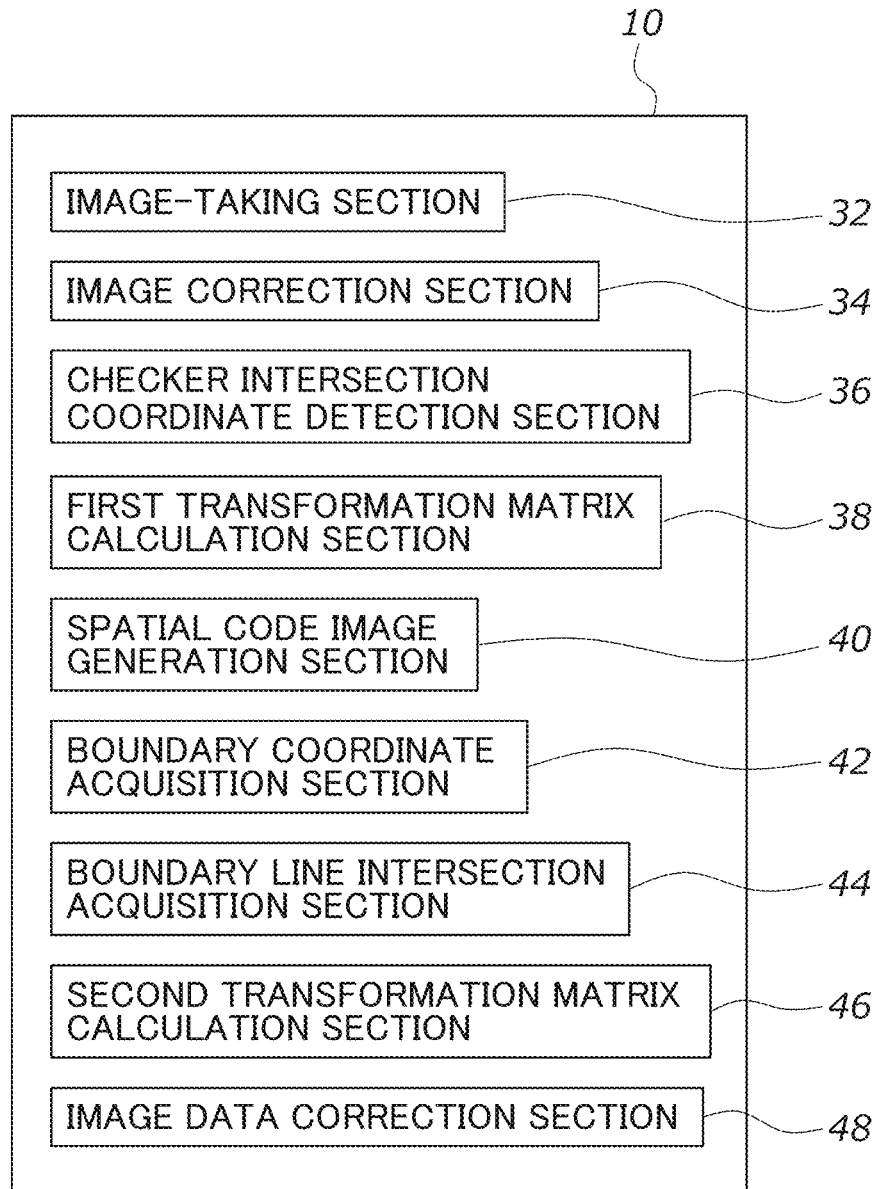 10
IMAGE-TAKING SECTION
32
IMAGE CORRECTION SECTION
34
CHECKER INTERSECTION
COORDINATE DETECTION SECTION
36
FIRST TRANSFORMATION MATRIX
CALCULATION SECTION
38
SPATIAL CODE IMAGE
GENERATION SECTION
40
BOUNDARY COORDINATE
ACQUISITION SECTION
42
BOUNDARY LINE INTERSECTION
ACQUISITION SECTION
44
SECOND TRANSFORMATION MATRIX
CALCULATION SECTION
46
IMAGE DATA CORRECTION SECTION
48